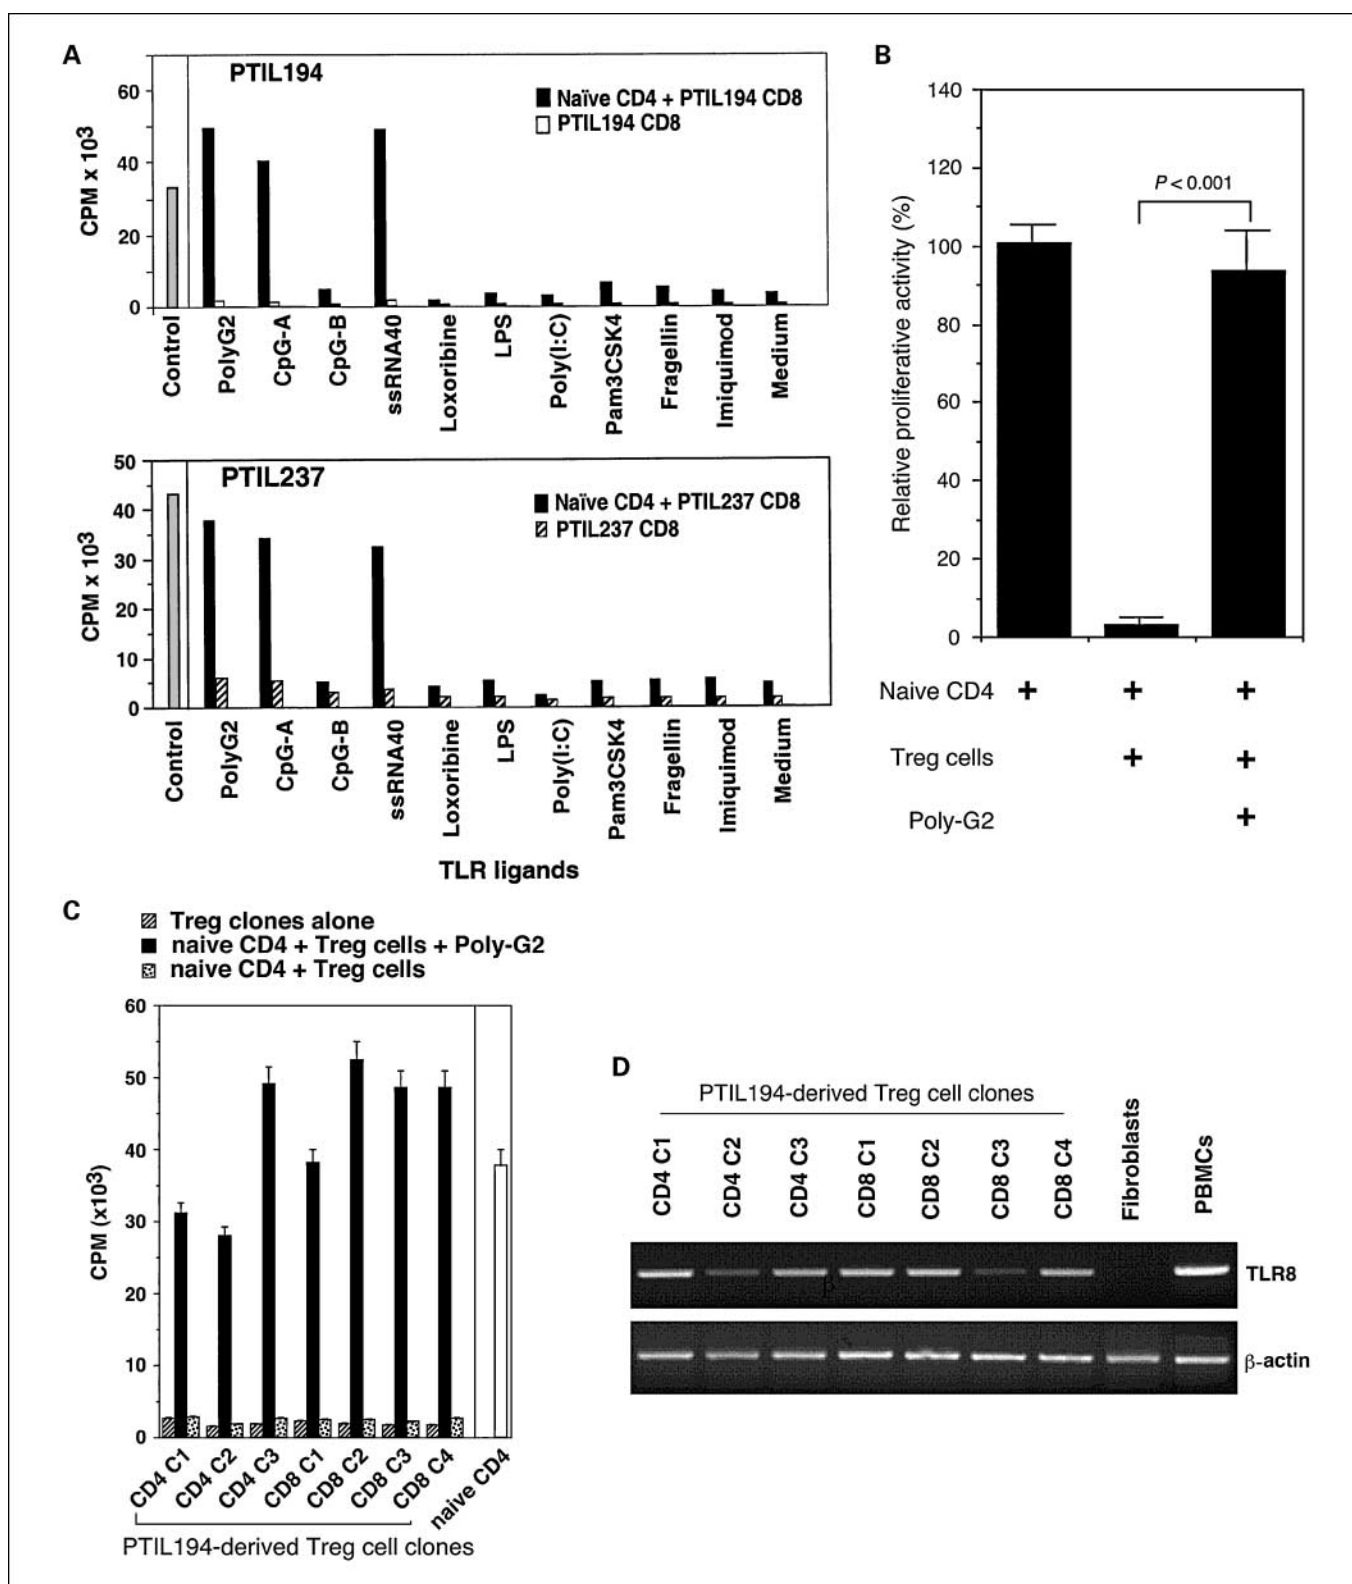 A
PTIL194
Naïve CD4 + PTIL194 CD8
PTIL194 CD8
CPM x 10³
60
40
20
0
Control
PolyG2
CpG-A
CpG-B
ssRNA40
Loxoribine
LPS
Poly(I:C)
Pam3CSK4
Fragellin
Imiquimod
Medium
PTIL237
Naïve CD4 + PTIL237 CD8
PTIL237 CD8
CPM x 10³
50
40
30
20
10
0
Control
PolyG2
CpG-A
CpG-B
ssRNA40
Loxoribine
LPS
Poly(I:C)
Pam3CSK4
Fragellin
Imiquimod
Medium
TLR ligands
B
Relative proliferative activity (%)
140
120
100
80
60
40
20
0
P < 0.001
Naive CD4 + + +
Treg cells + +
Poly-G2 +
C
Treg clones alone
naive CD4 + Treg cells + Poly-G2
naive CD4 + Treg cells
CPM (x10³)
60
50
40
30
20
10
0
CD4 C1
CD4 C2
CD4 C3
CD8 C1
CD8 C2
CD8 C3
CD8 C4
naive CD4
PTIL194-derived Treg cell clones
D
PTIL194-derived Treg cell clones
CD4 C1
CD4 C2
CD4 C3
CD8 C1
CD8 C2
CD8 C3
CD8 C4
Fibroblasts
PBMCs
TLR8
β
β-actin